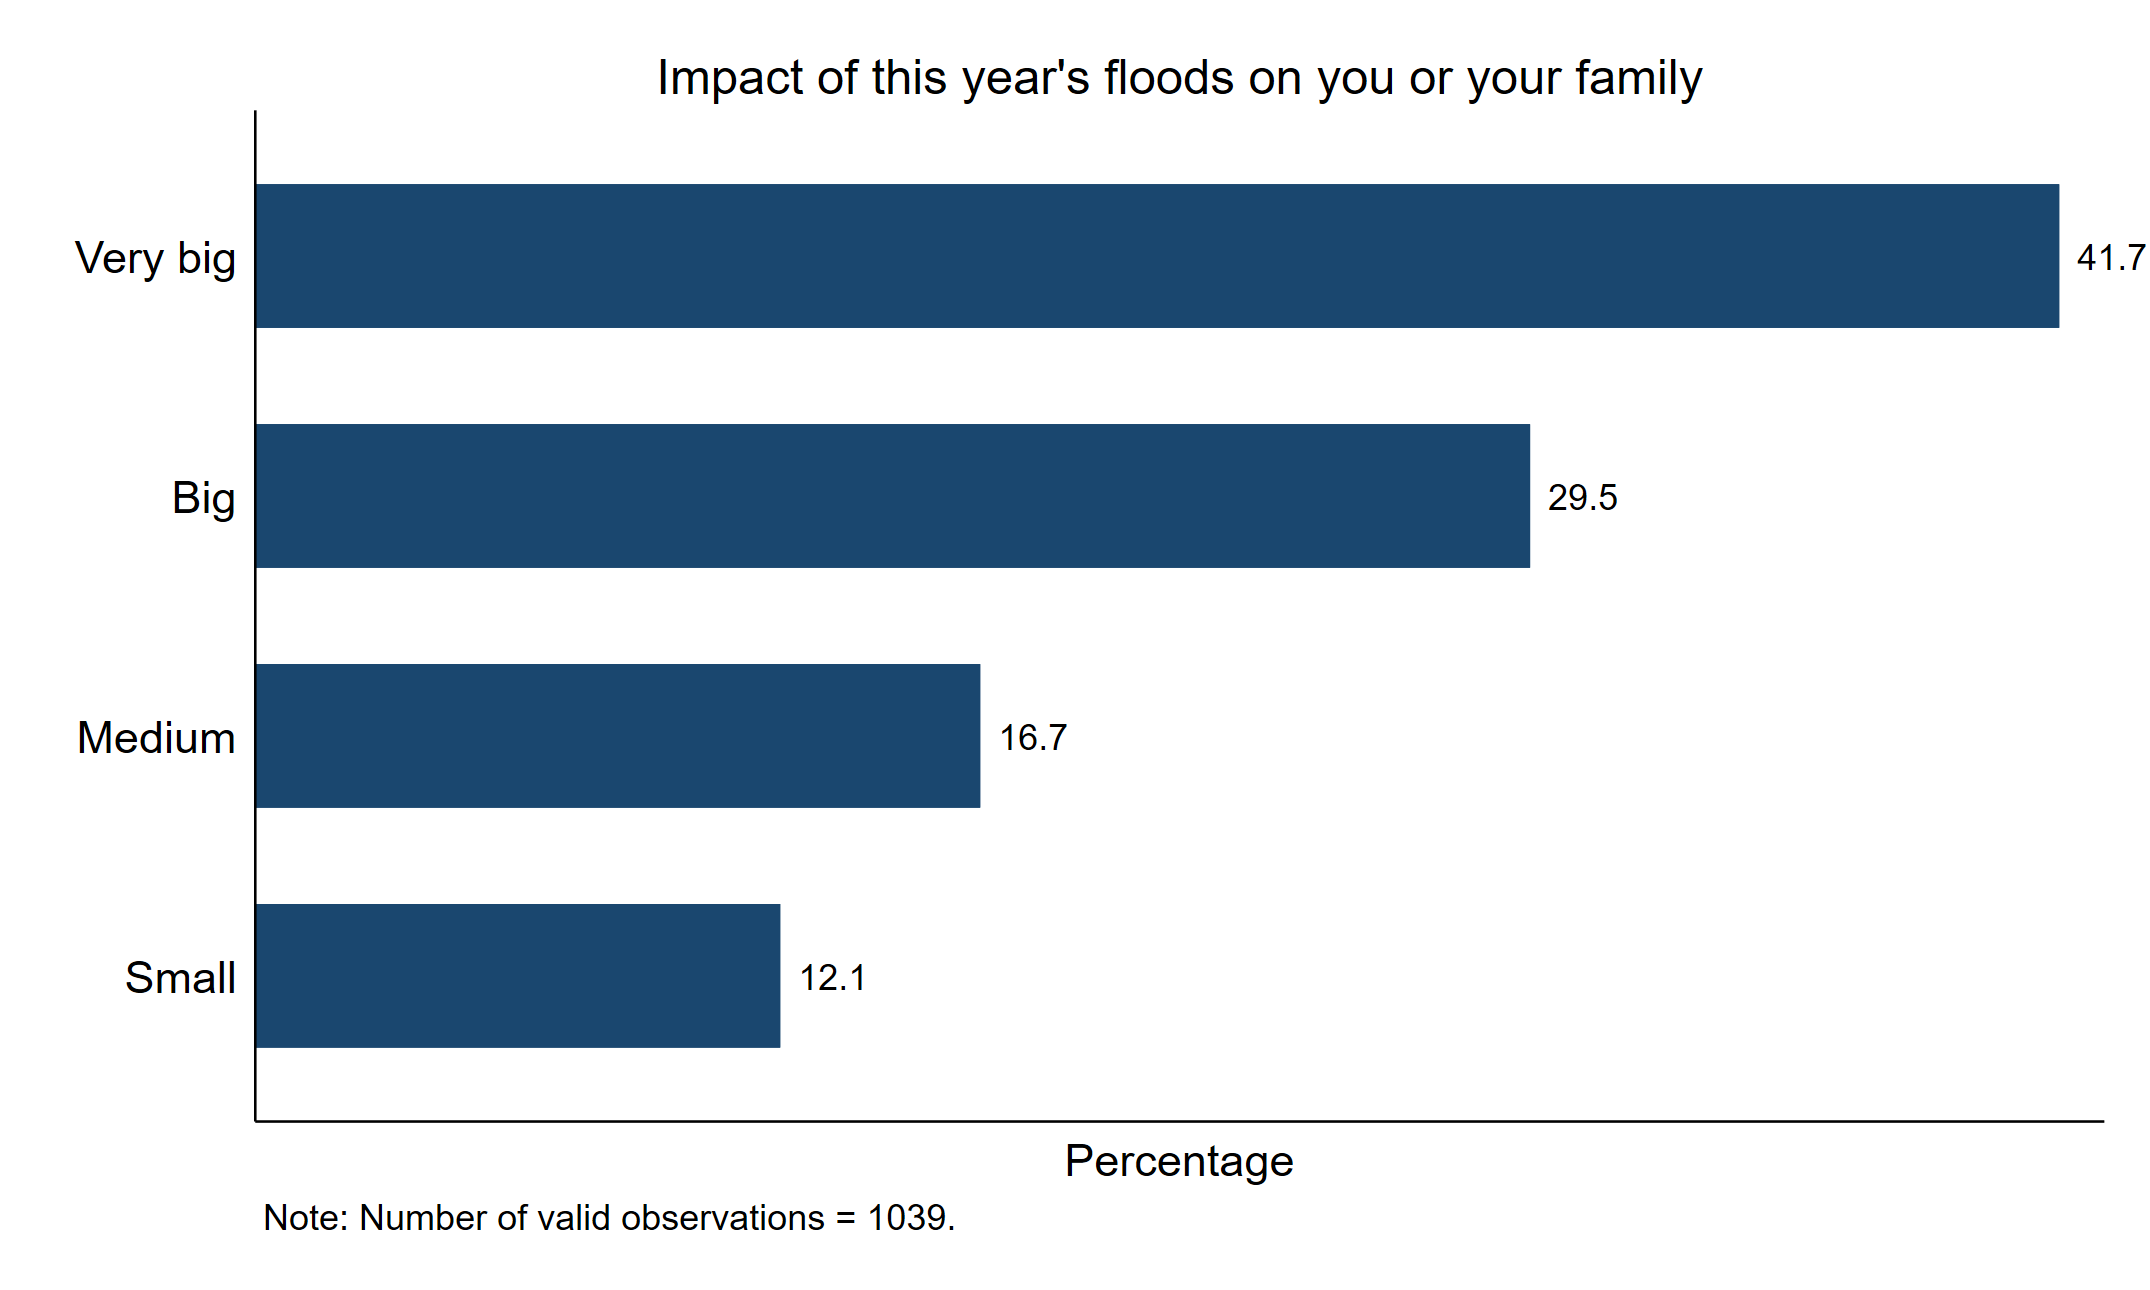 Impact of this year's floods on you or your family
Very big
41.7
Big
29.5
Medium
16.7
Small
12.1
Percentage
Note: Number of valid observations = 1039.